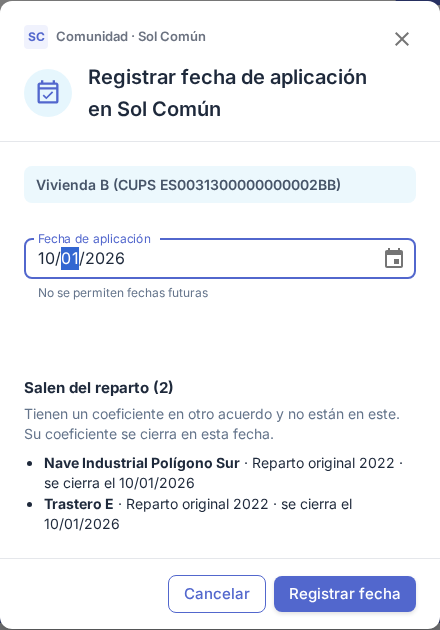 SC Comunidad · Sol Común
Registrar fecha de aplicación
en Sol Común
Vivienda B (CUPS ES0031300000000002BB)
Fecha de aplicación
10/01/2026
No se permiten fechas futuras
Salen del reparto (2)
Tienen un coeficiente en otro acuerdo y no están en este.
Su coeficiente se cierra en esta fecha.
• Nave Industrial Polígono Sur · Reparto original 2022 ·
se cierra el 10/01/2026
• Trastero E · Reparto original 2022 · se cierra el
10/01/2026
Cancelar
Registrar fecha